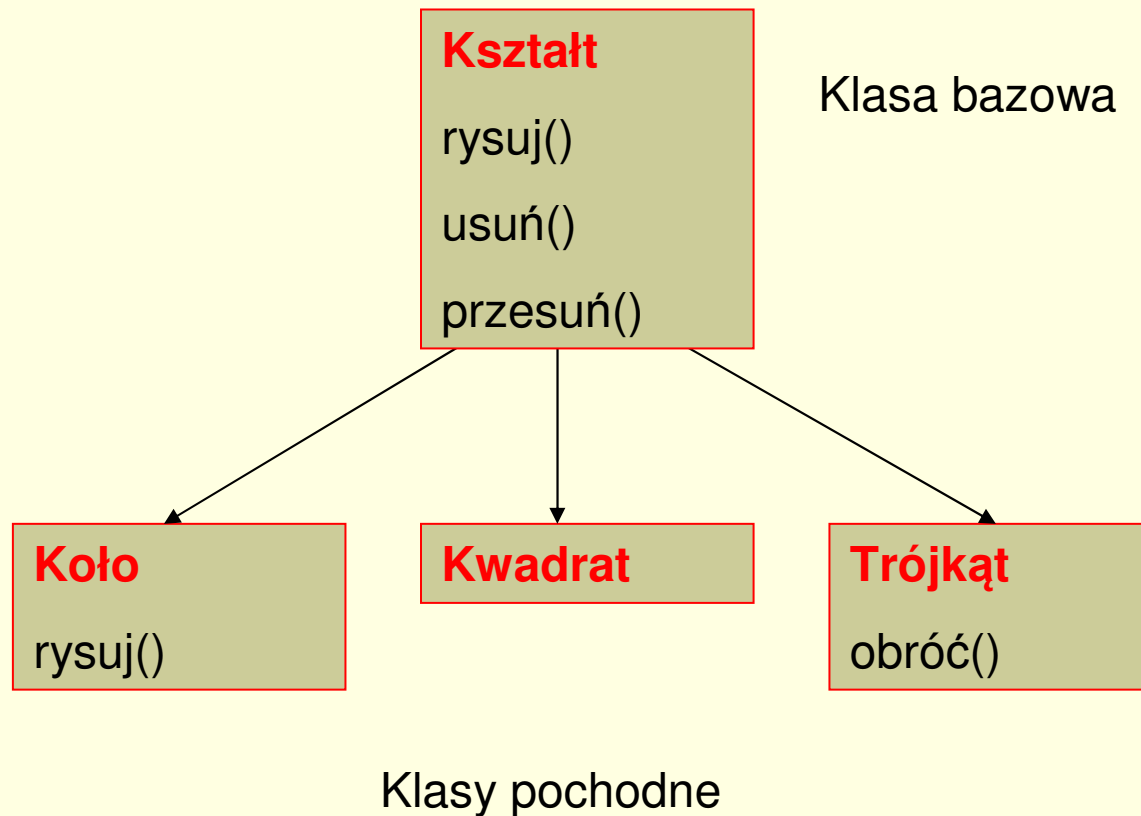 Kształt
Klasa bazowa
rysuj()
usuń()
przesuń()
Koło
rysuj()
Kwadrat
Trójkąt
obróć()
Klasy pochodne